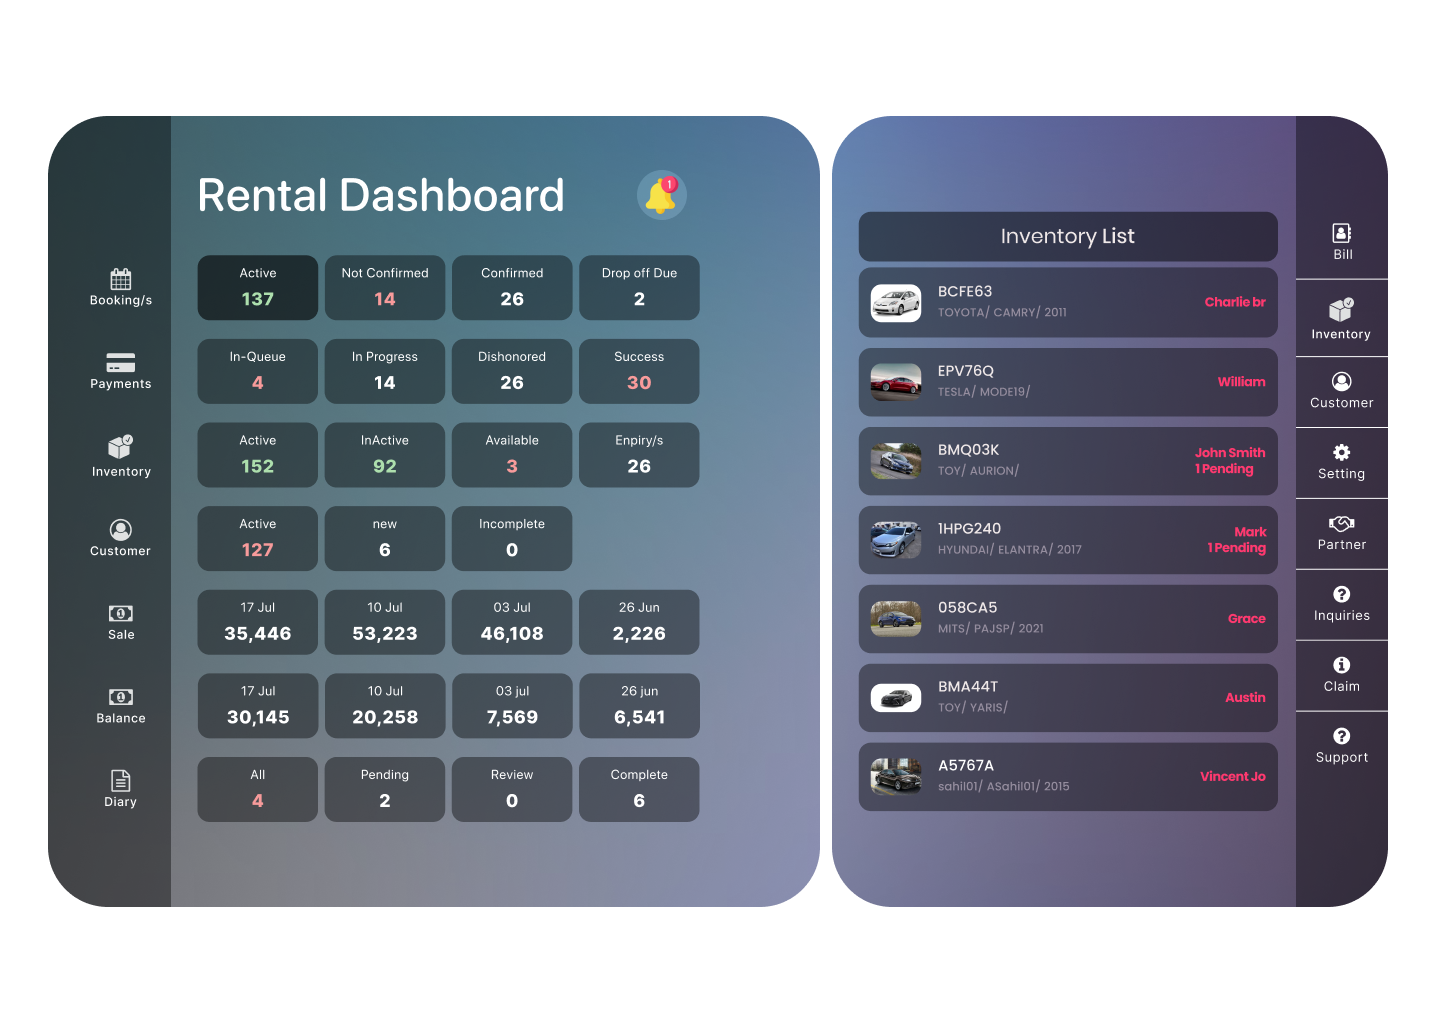 Rental Dashboard
1
Booking/s
Active
137
Not Confirmed
14
Confirmed
26
Drop off Due
2
Payments
In-Queue
4
In Progress
14
Dishonored
26
Success
30
Inventory
Active
152
InActive
92
Available
3
Enpiry/s
26
Customer
Active
127
new
6
Incomplete
0
Sale
17 Jul
35,446
10 Jul
53,223
03 Jul
46,108
26 Jun
2,226
Balance
17 Jul
30,145
10 Jul
20,258
03 jul
7,569
26 jun
6,541
Diary
All
4
Pending
2
Review
0
Complete
6
Inventory List
BCFE63
TOYOTA/ CAMRY/ 2011
Charlie br
EPV76Q
TESLA/ MODE19/
William
BMQ03K
TOY/ AURION/
John Smith
1 Pending
1HPG240
HYUNDAI/ ELANTRA/ 2017
Mark
1 Pending
058CA5
MITS/ PAJSP/ 2021
Grace
BMA44T
TOY/ YARIS/
Austin
A5767A
sahil01/ ASahil01/ 2015
Vincent Jo
Bill
Inventory
Customer
Setting
Partner
Inquiries
Claim
Support